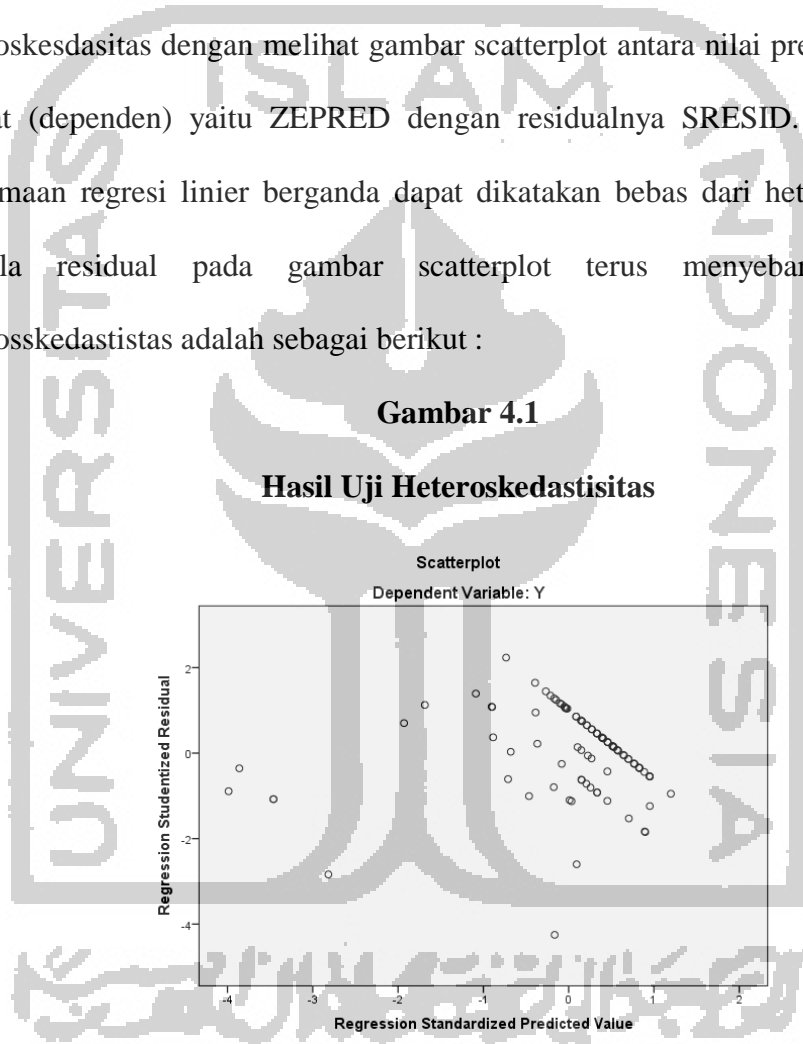 oskesdasitas dengan melihat gambar scatterplot antara nilai pre
t (dependen) yaitu ZEPRED dengan residualnya SRESID.
maan regresi linier berganda dapat dikatakan bebas dari het
la residual pada gambar scatterplot terus menyebar
osskedastistas adalah sebagai berikut :
Gambar 4.1
Hasil Uji Heteroskedastisitas
Scatterplot
Dependent Variable: Y
Regression Studentized Residual
2
0
-2
-4
-4 -3 -2 -1 0 1 2
Regression Standardized Predicted Value
UNIVERSITAS
ISLAM
INDONESIA